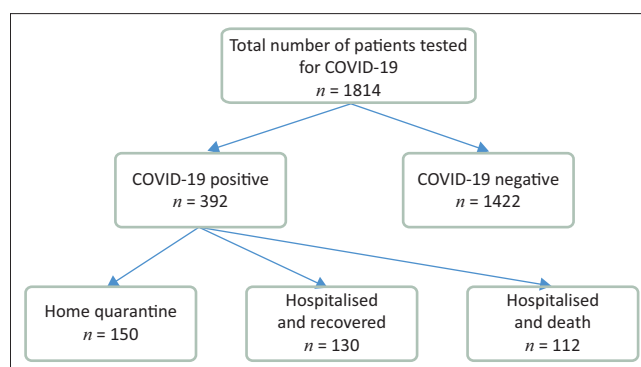 Total number of patients tested
for COVID-19
n = 1814
COVID-19 positive
n = 392
COVID-19 negative
n = 1422
Home quarantine
n = 150
Hospitalised
and recovered
n = 130
Hospitalised
and death
n = 112